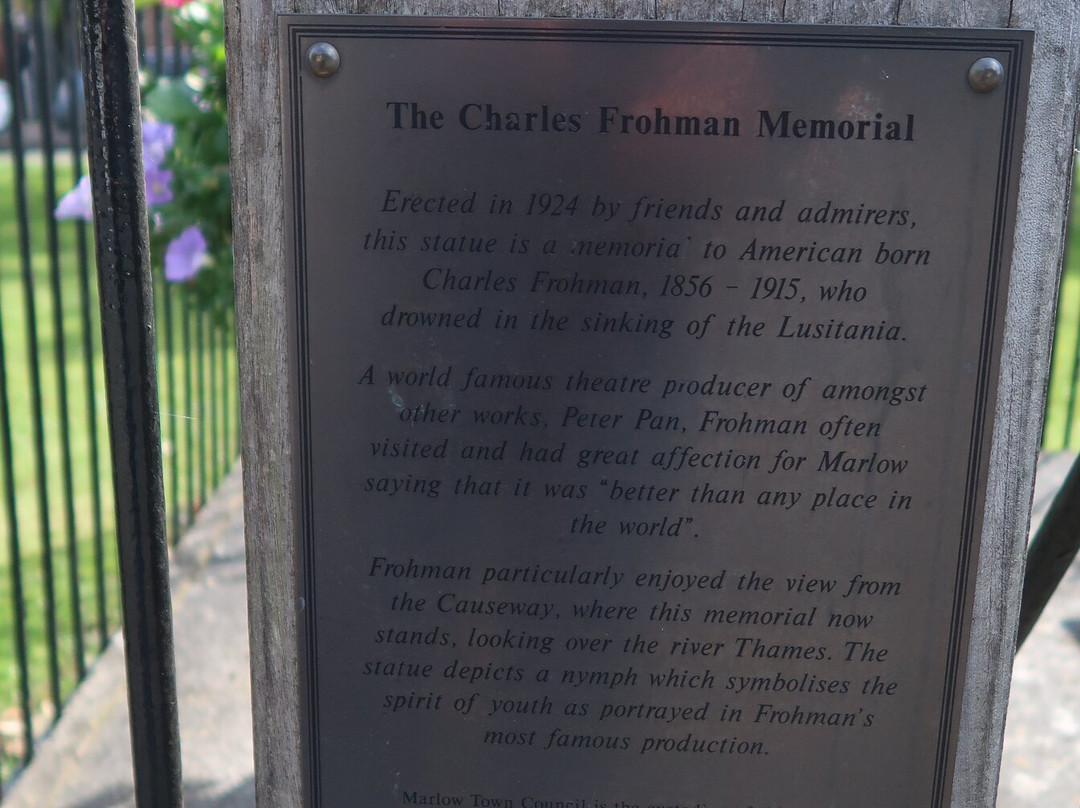 The Charles Frohman Memorial
Erected in 1924 by friends and admirers,
this statue is a memorial to American born
Charles Frohman, 1856 - 1915, who
drowned in the sinking of the Lusitania.
A world famous theatre producer of amongst
other works, Peter Pan, Frohman often
visited and had great affection for Marlow
saying that it was "better than any place in
the world".
Frohman particularly enjoyed the view from
the Causeway, where this memorial now
stands, looking over the river Thames. The
statue depicts a nymph which symbolises the
spirit of youth as portrayed in Frohman's
most famous production.
Marlow Town Council is the